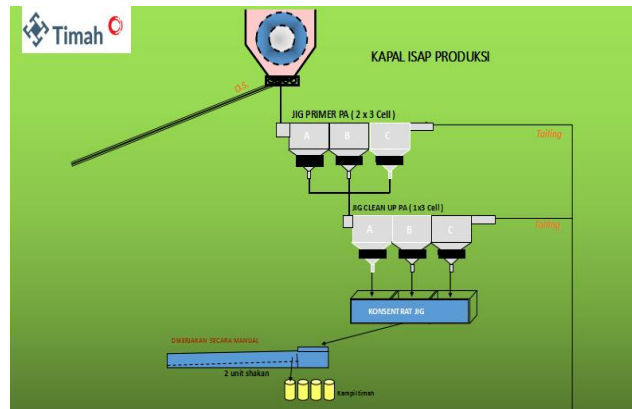 Timah
KAPAL ISAP PRODUKSI
O.S.
JIG PRIMER PA ( 2 x 3 Cell )
A B C
Tailing
JIG CLEAN UP PA ( 1x3 Cell )
A B C
Tailing
KONSENTRAT JIG
DIKERJAKAN SECARA MANUAL
2 unit shakan
Kampil timah